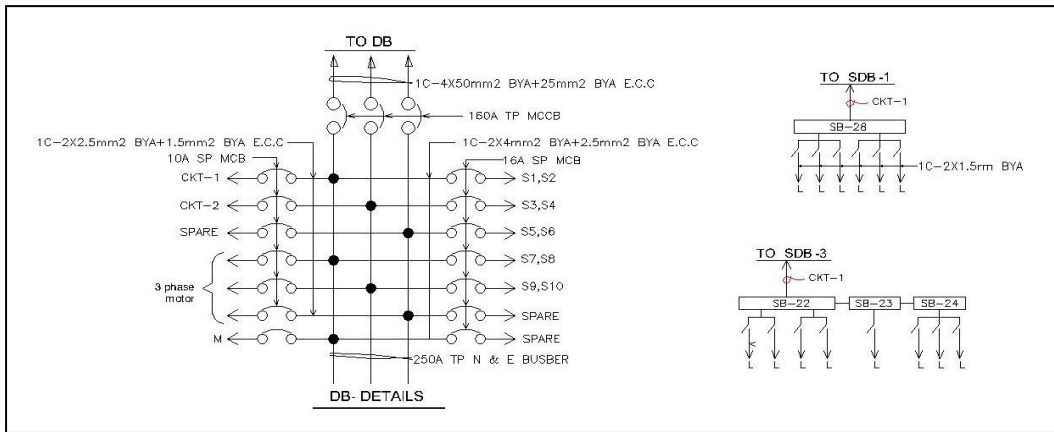 TO DB
1C-4X50mm2 BYA+25mm2 BYA E.C.C
160A TP MCCB
1C-2X2.5mm2 BYA+1.5mm2 BYA E.C.C
1C-2X4mm2 BYA+2.5mm2 BYA E.C.C
10A SP MCB
16A SP MCB
CKT-1
S1,S2
CKT-2
S3,S4
SPARE
S5,S6
S7,S8
3 phase
motor
S9,S10
SPARE
M
SPARE
250A TP N & E BUSBER
DB- DETAILS
TO SDB-1
CKT-1
SB-28
1C-2X1.5rm BYA
L L L L L L
TO SDB-3
CKT-1
SB-22 SB-23 SB-24
L L L L L L L L